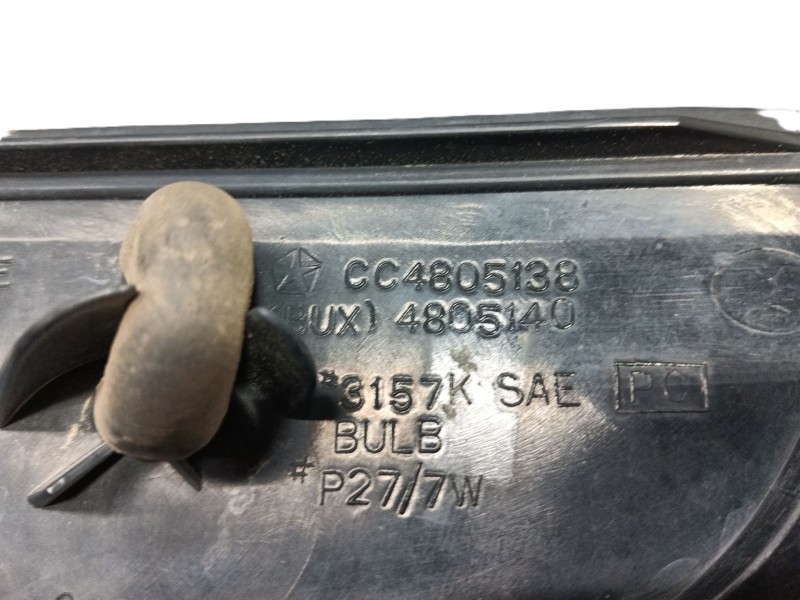 E
CC4805138
(BUX) 4805140
#3157K SAE PC
BULB
#P27/7W